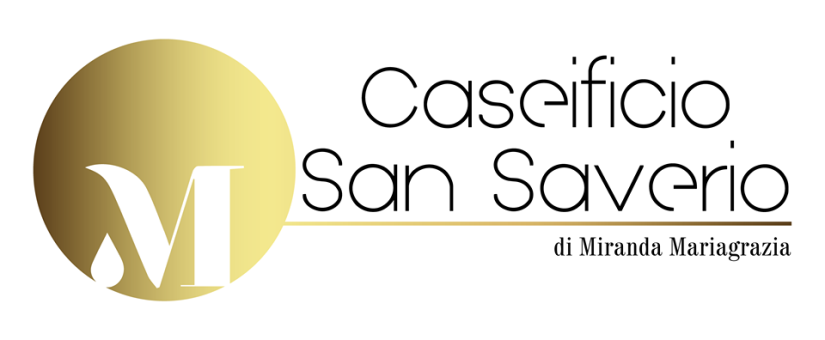 M
Caseificio
San Saverio
di Miranda Mariagrazia